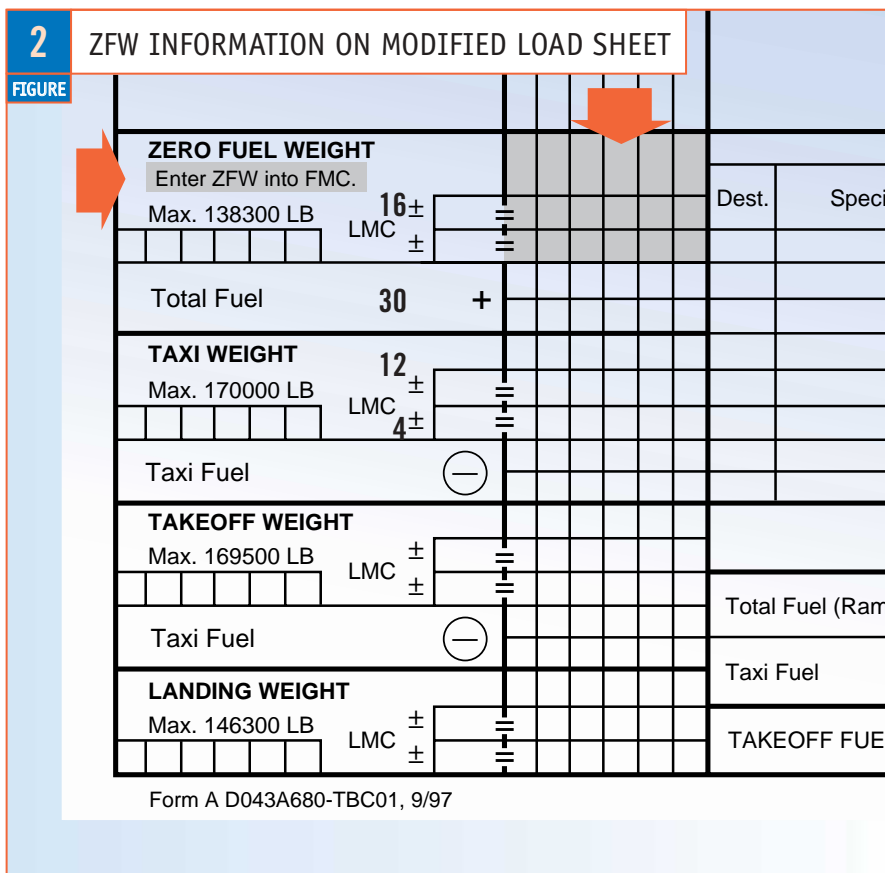 2 ZFW INFORMATION ON MODIFIED LOAD SHEET
FIGURE
ZERO FUEL WEIGHT
Enter ZFW into FMC.
Max. 138300 LB
16 ±
LMC
±
=
=
Total Fuel 30 +
TAXI WEIGHT
Max. 170000 LB
12 ±
LMC
4 ±
=
=
Taxi Fuel −
TAKEOFF WEIGHT
Max. 169500 LB
±
LMC
±
=
=
Taxi Fuel −
LANDING WEIGHT
Max. 146300 LB
±
LMC
±
=
=
Form A D043A680-TBC01, 9/97
Dest. Speci
Total Fuel (Ram
Taxi Fuel
TAKEOFF FUE